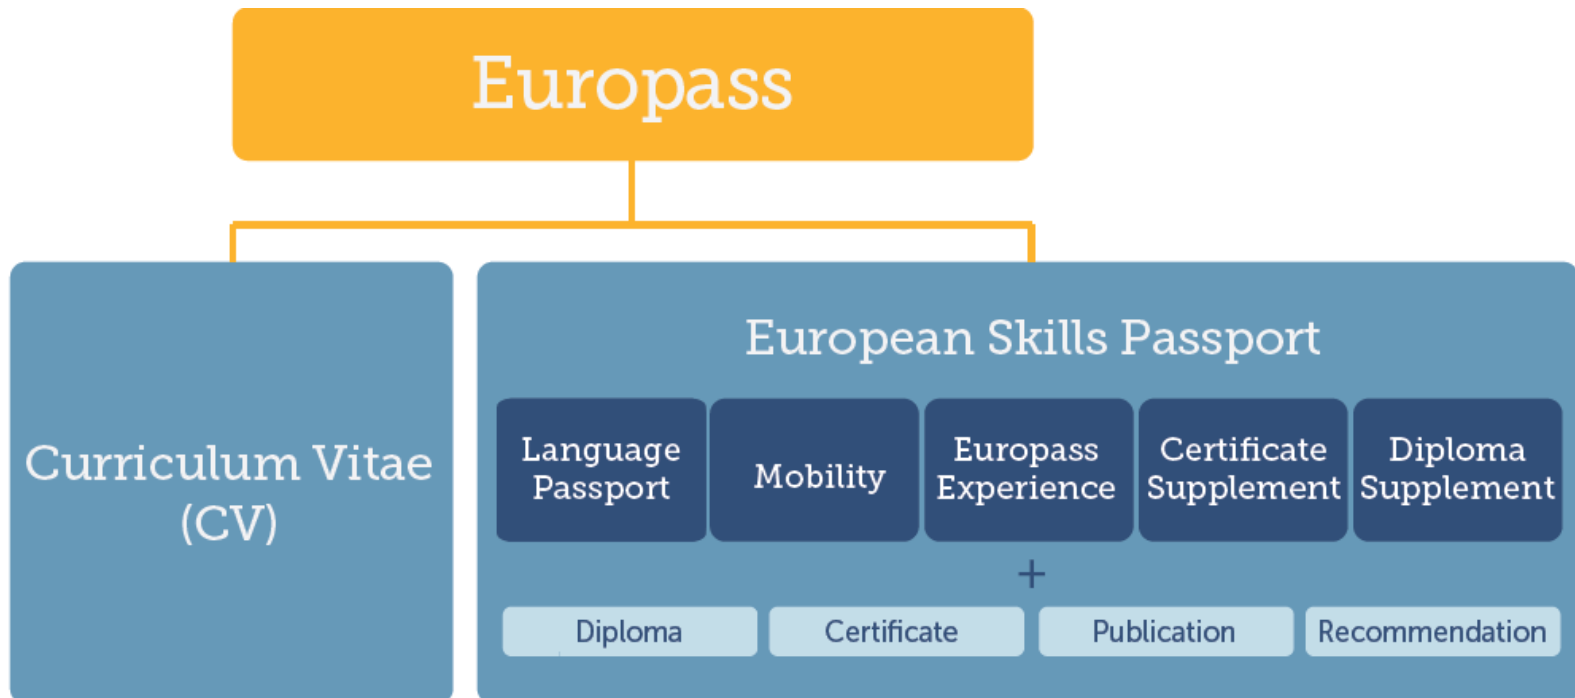 Europass
Curriculum Vitae
(CV)
European Skills Passport
Language
Passport
Mobility
Europass
Experience
Certificate
Supplement
Diploma
Supplement
+
Diploma
Certificate
Publication
Recommendation